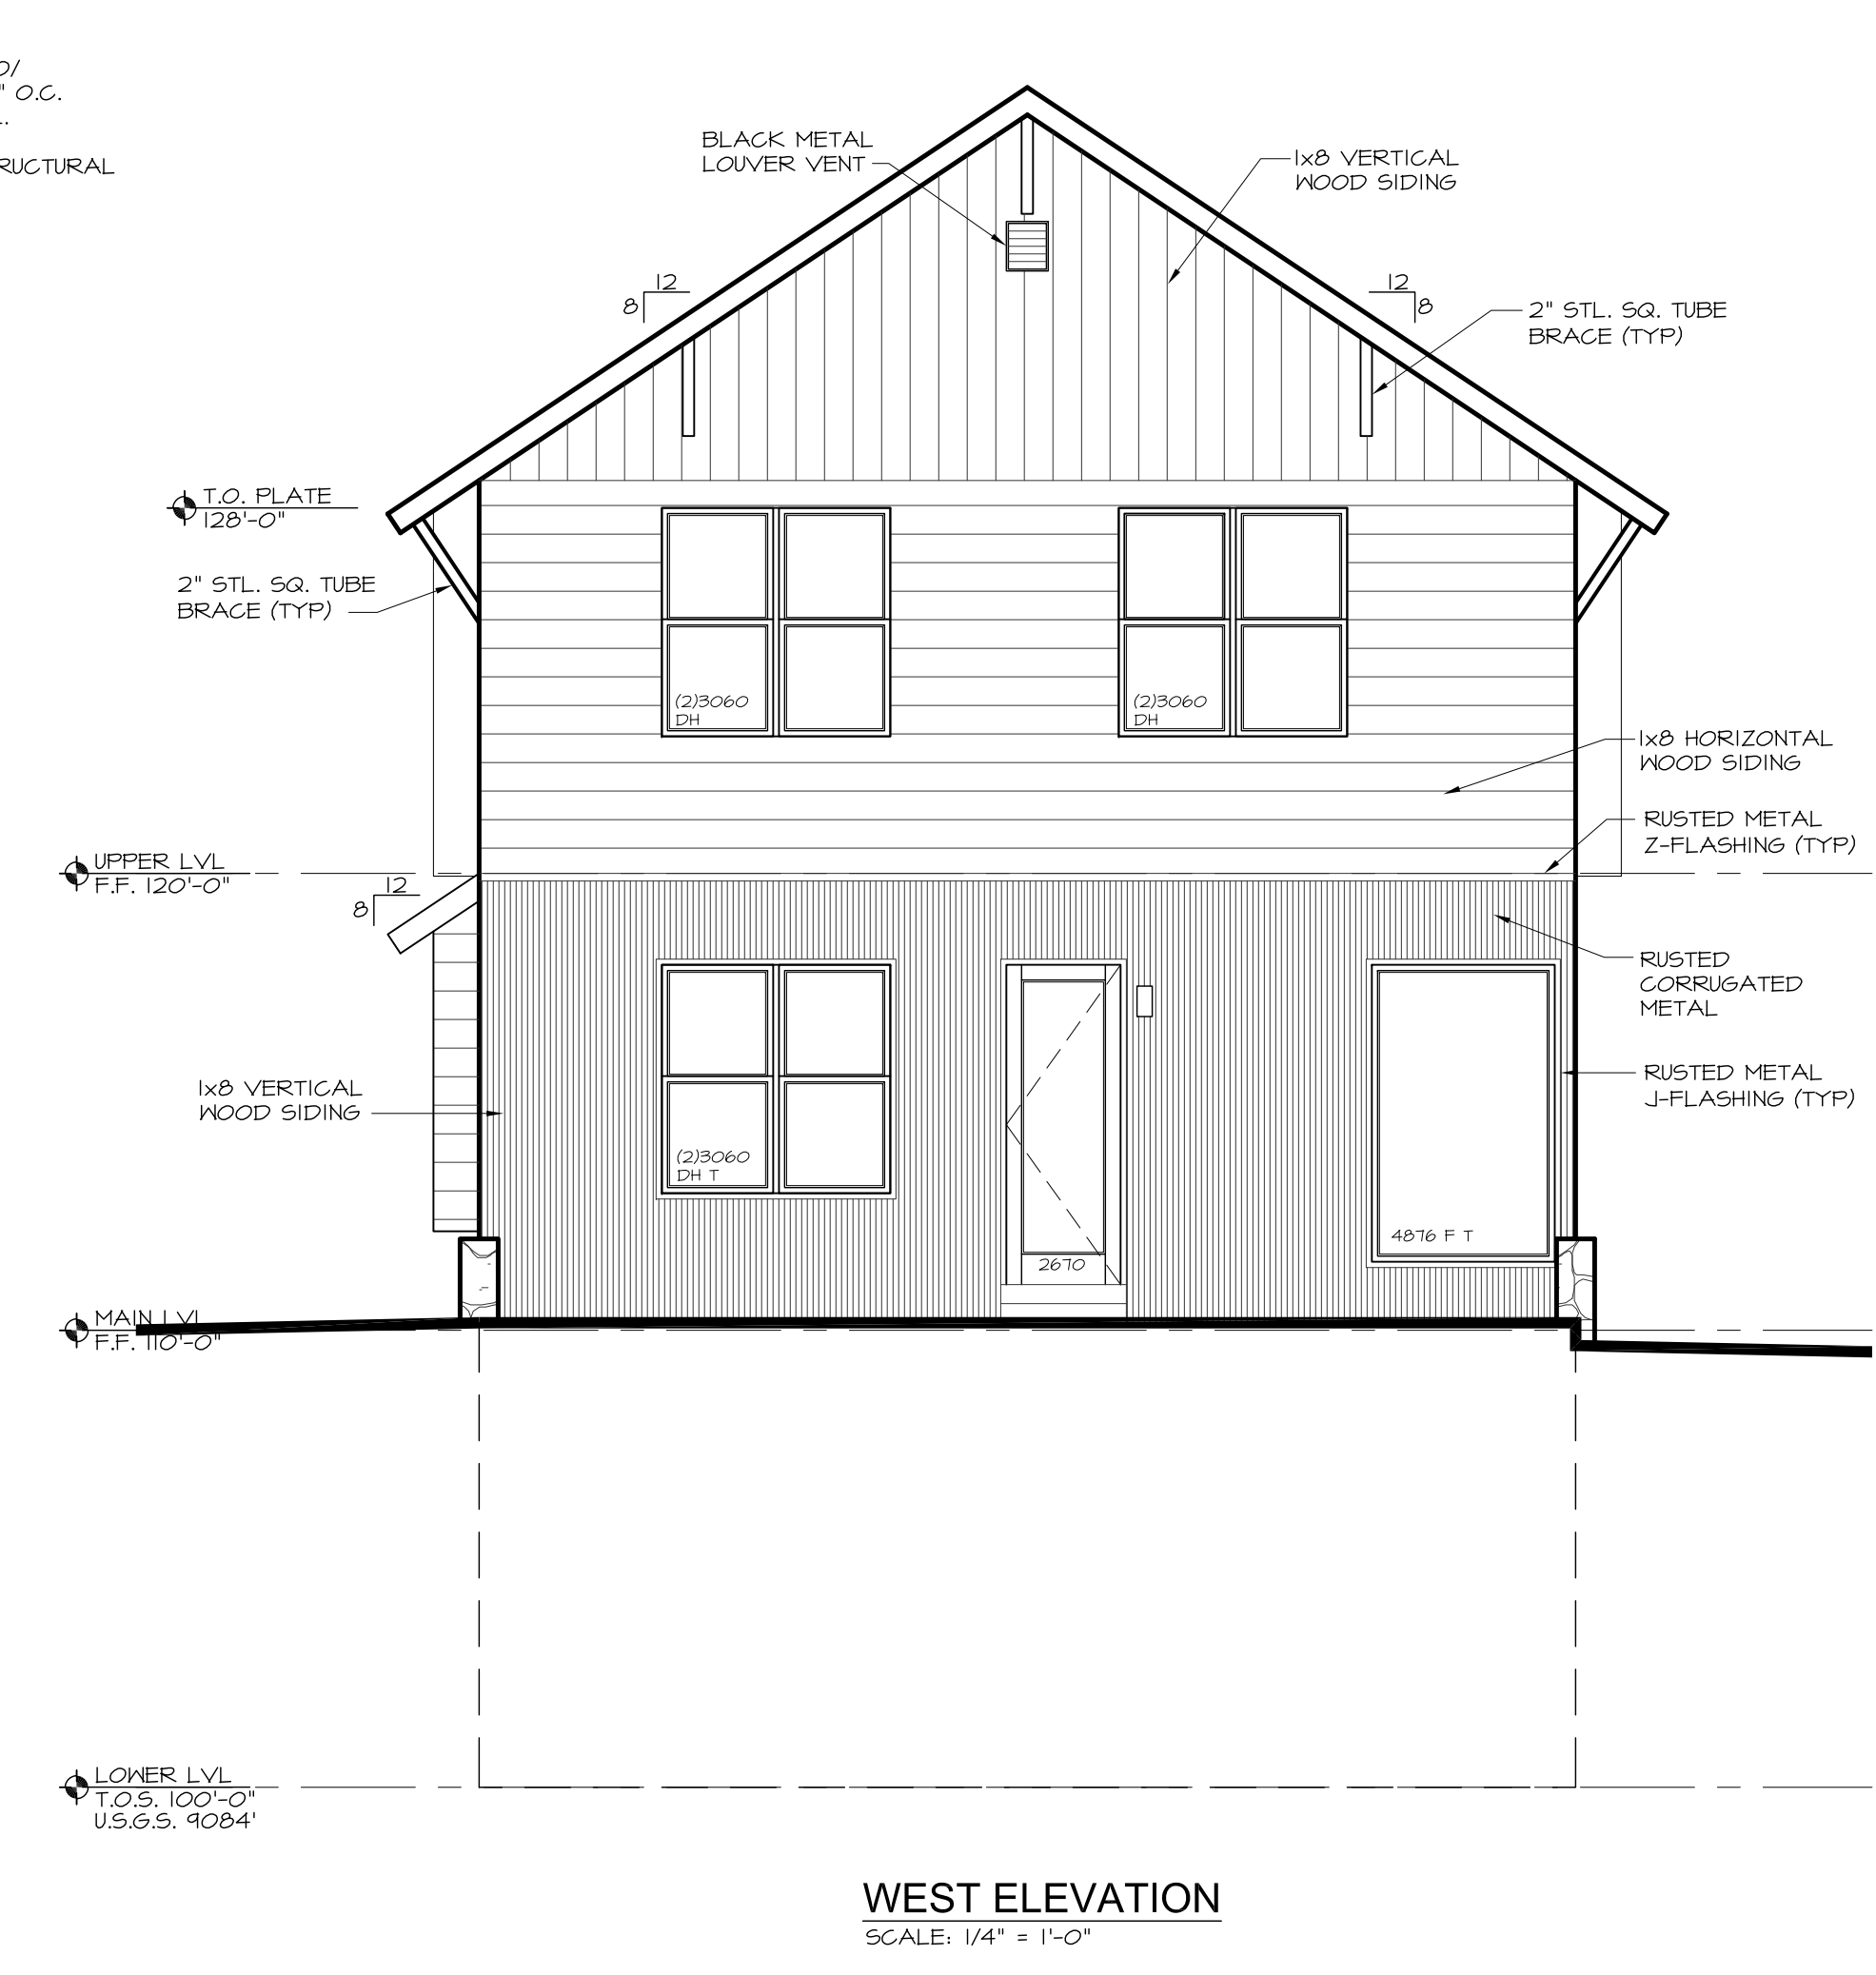 " O.C.
RUCTURAL
BLACK METAL
LOUVER VENT
1x8 VERTICAL
WOOD SIDING
12
8
12
8
2" STL. SQ. TUBE
BRACE (TYP)
T.O. PLATE
128'-0"
2" STL. SQ. TUBE
BRACE (TYP)
(2)3060
DH
(2)3060
DH
1x8 HORIZONTAL
WOOD SIDING
RUSTED METAL
Z-FLASHING (TYP)
UPPER LVL
F.F. 120'-0"
12
8
RUSTED
CORRUGATED
METAL
RUSTED METAL
J-FLASHING (TYP)
1x8 VERTICAL
WOOD SIDING
(2)3060
DH T
2670
4876 F T
MAIN LVL
F.F. 110'-0"
LOWER LVL
T.O.S. 100'-0"
U.S.G.S. 9084'
WEST ELEVATION
SCALE: 1/4" = 1'-0"